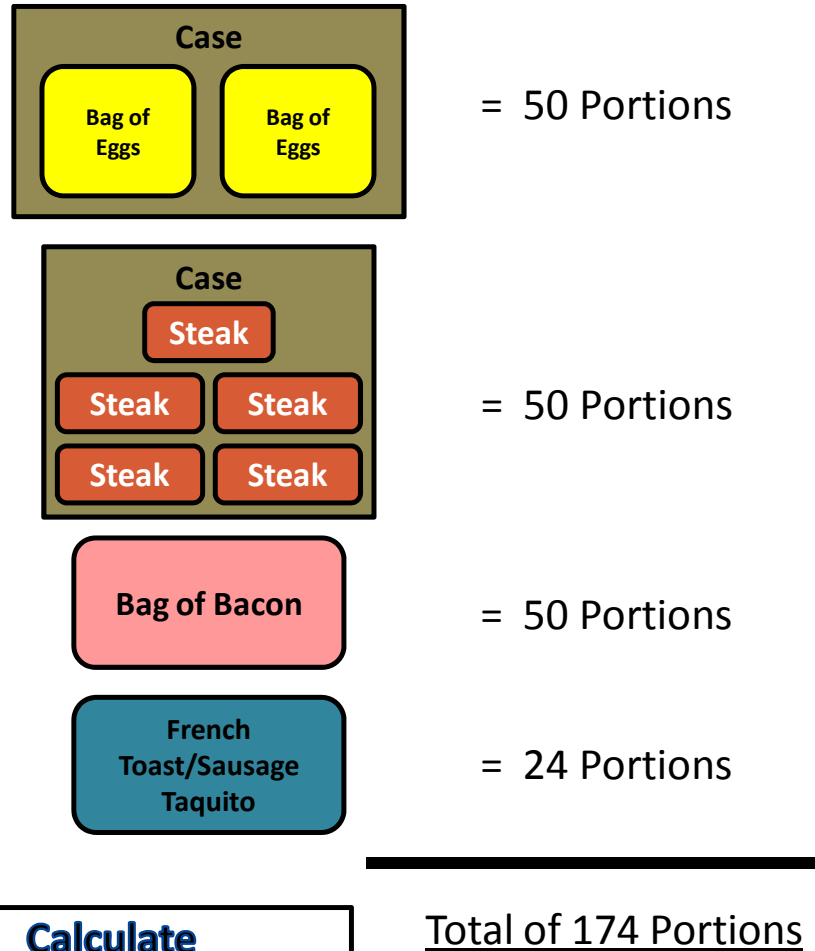 Case
Bag of
Eggs
Bag of
Eggs
= 50 Portions
Case
Steak
Steak Steak
Steak Steak
= 50 Portions
Bag of Bacon
= 50 Portions
French
Toast/Sausage
Taquito
= 24 Portions
Total of 174 Portions
Calculate